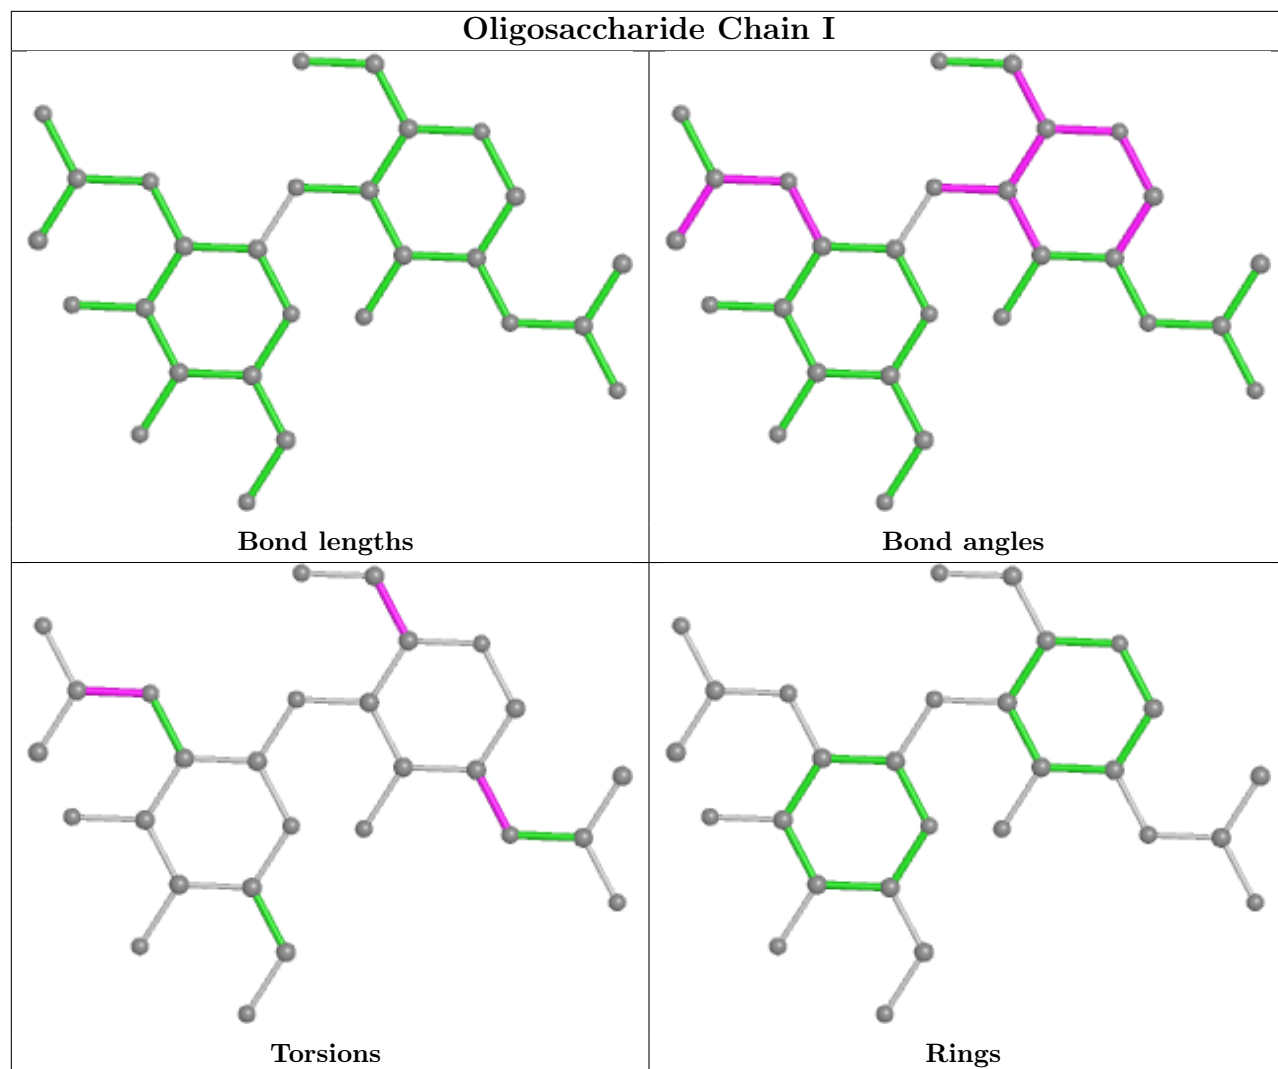 Oligosaccharide Chain I
Bond lengths
Bond angles
Torsions
Rings